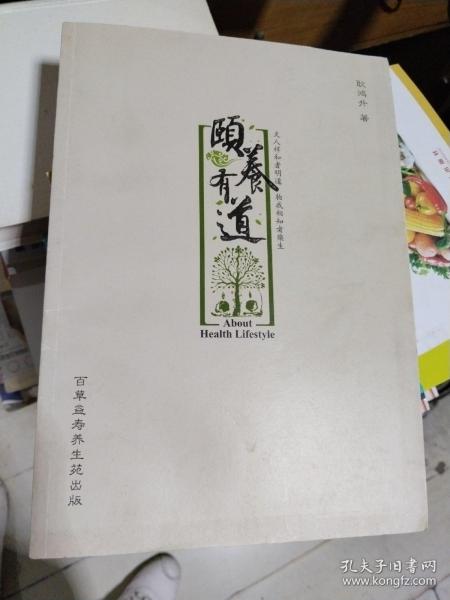 耿鸿升 著
颐养
有道
天人祥和者明道 物我相知者乐生
About
Health Lifestyle
百草益寿养生苑出版
孔夫子旧书网
www.kongfz.com